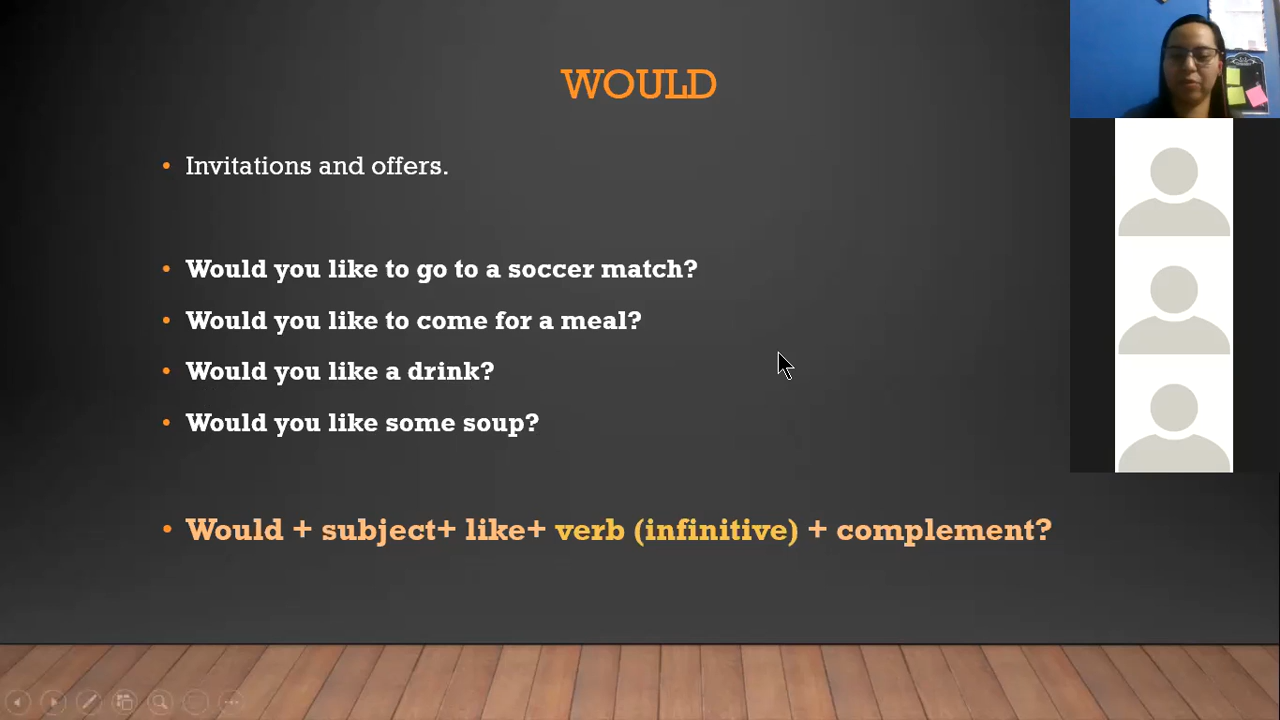 WOULD
Invitations and offers.
Would you like to go to a soccer match?
Would you like to come for a meal?
Would you like a drink?
Would you like some soup?
Would + subject+ like+ verb (infinitive) + complement?